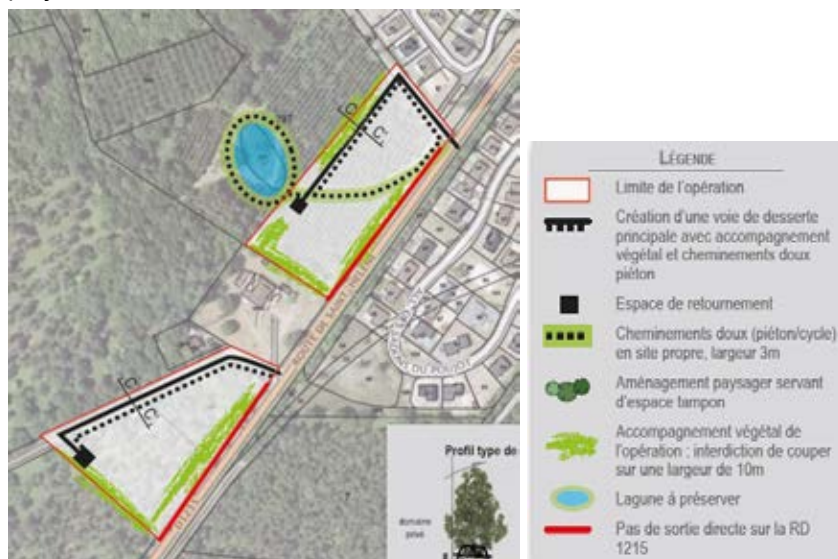 C
C'
ROUTE DE SAINT HELENE
C
C'
D1215
Profil type de
domaine
privé
LÉGENDE
Limite de l'opération
Création d'une voie de desserte
principale avec accompagnement
végétal et cheminements doux
piéton
Espace de retournement
Cheminements doux (piéton/cycle)
en site propre, largeur 3m
Aménagement paysager servant
d'espace tampon
Accompagnement végétal de
l'opération : interdiction de couper
sur une largeur de 10m
Lagune à préserver
Pas de sortie directe sur la RD
1215